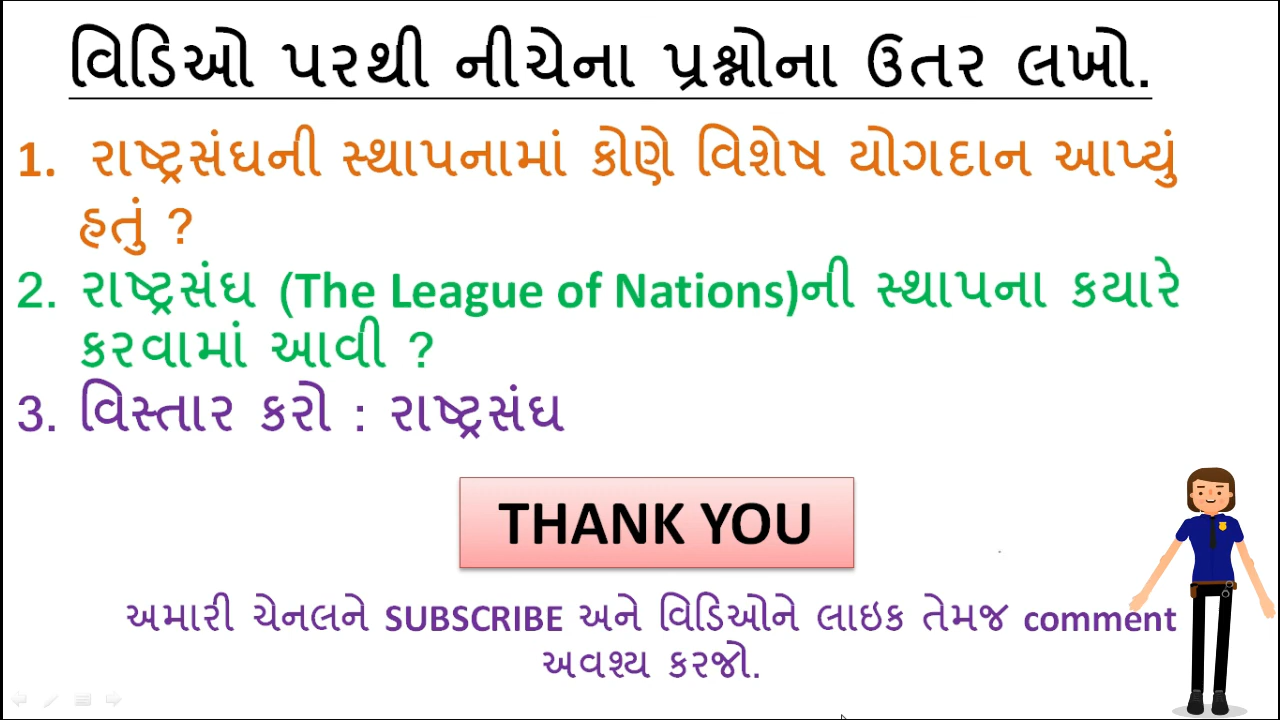 વિડિઓ પરથી નીચેના પ્રશ્નોના ઉતર લખો.
1. રાષ્ટ્રસંઘની સ્થાપનામાં કોણે વિશેષ યોગદાન આપ્યું
હતું ?
2. રાષ્ટ્રસંઘ (The League of Nations)ની સ્થાપના કયારે
કરવામાં આવી ?
3. વિસ્તાર કરો : રાષ્ટ્રસંઘ
THANK YOU
અમારી ચેનલને SUBSCRIBE અને વિડિઓને લાઇક તેમજ comment
અવશ્ય કરજો.